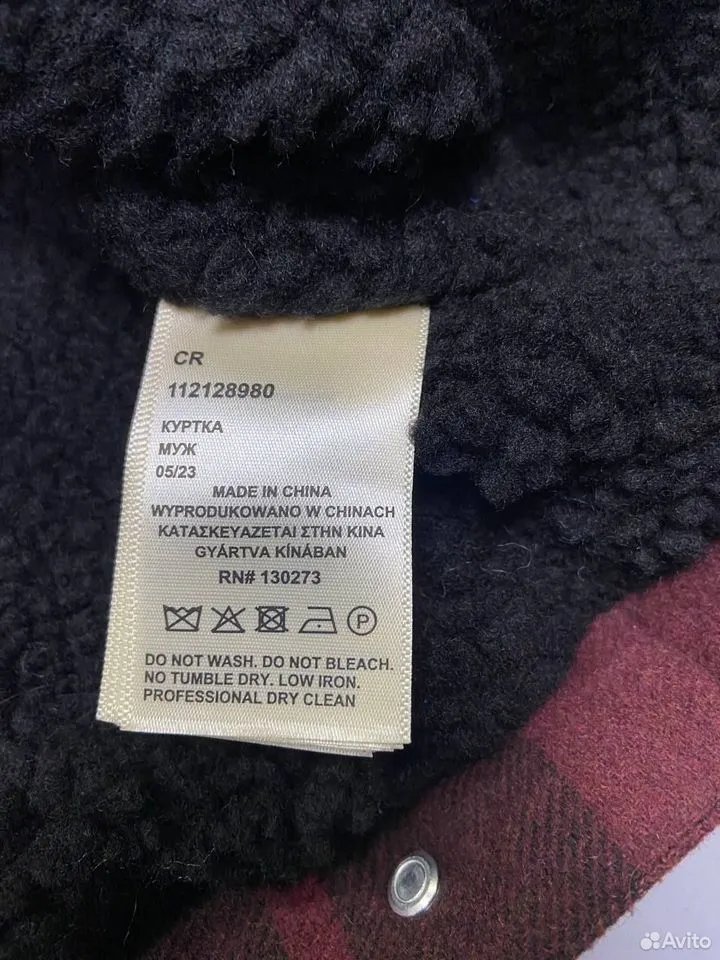 CR
112128980
КУРТКА
МУЖ
05/23
MADE IN CHINA
WYPRODUKOWANO W CHINACH
ΚΑΤΑΣΚΕΥΑΖΕΤΑΙ ΣΤΗΝ ΚΙΝΑ
GYÁRTVA KÍNÁBAN
RN# 130273
P
DO NOT WASH. DO NOT BLEACH.
NO TUMBLE DRY. LOW IRON.
PROFESSIONAL DRY CLEAN
Avito